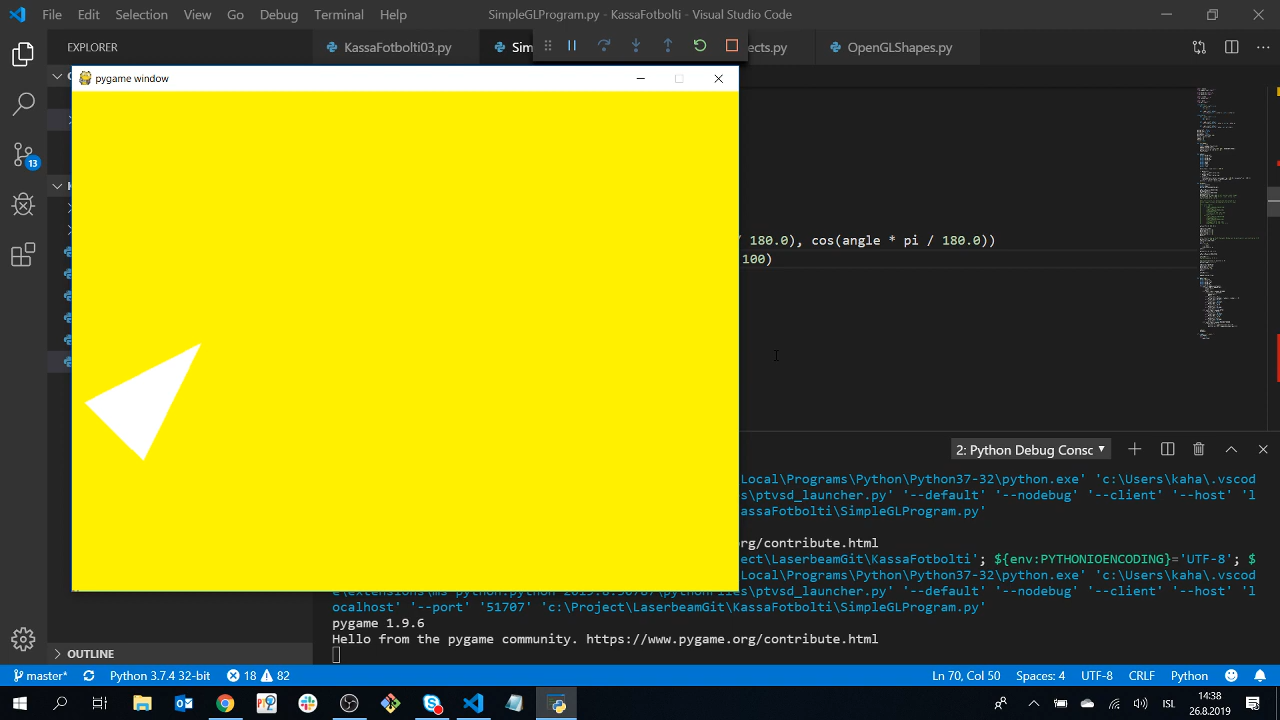 File Edit Selection View Go Debug Terminal Help
SimpleGLProgram.py - KassaFotbolti - Visual Studio Code
EXPLORER
KassaFotbolti03.py
ects.py
OpenGLShapes.py
pygame window
13
/ 180.0), cos(angle * pi / 180.0))
100)
2: Python Debug Consc
Local\Programs\Python\Python37-32\python.exe' 'c:\Users\kaha\.vscod
s\ptvsd_launcher.py' '--default' '--nodebug' '--client' '--host' 'l
assaFotbolti\SimpleGLProgram.py'
rg/contribute.html
ject\LaserbeamGit\KassaFotbolti'; ${env:PYTHONIOENCODING}='UTF-8'; $
Local\Programs\Python\Python37-32\python.exe' 'c:\Users\kaha\.vscod
ocalhost' '--port' '51707' 'c:\Project\LaserbeamGit\KassaFotbolti\SimpleGLProgram.py'
pygame 1.9.6
Hello from the pygame community. https://www.pygame.org/contribute.html
OUTLINE
master* Python 3.7.4 32-bit 18 82
Ln 70, Col 50 Spaces: 4 UTF-8 CRLF Python
ÍSL
14:38
26.8.2019